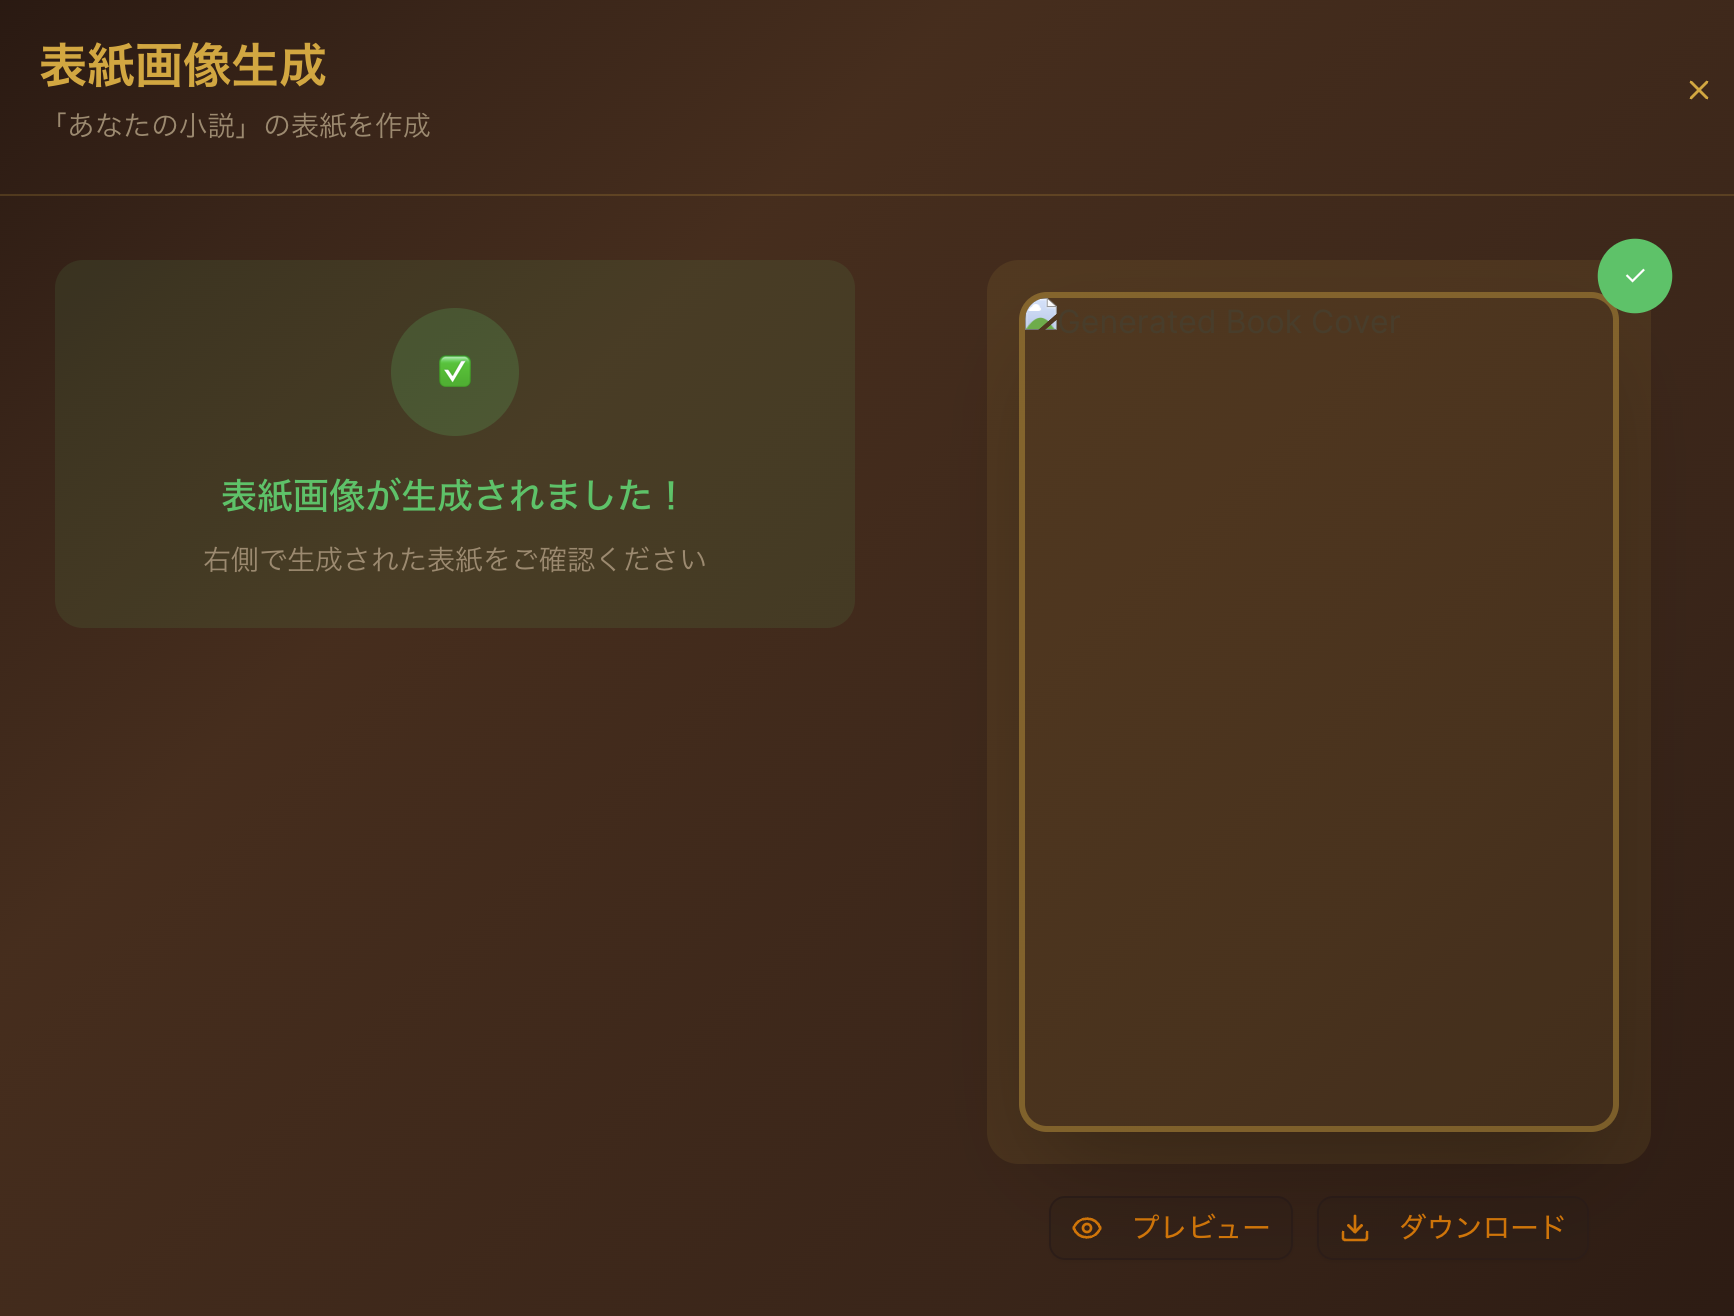 表紙画像生成
「あなたの小説」の表紙を作成
表紙画像が生成されました！
右側で生成された表紙をご確認ください
Generated Book Cover
プレビュー
ダウンロード